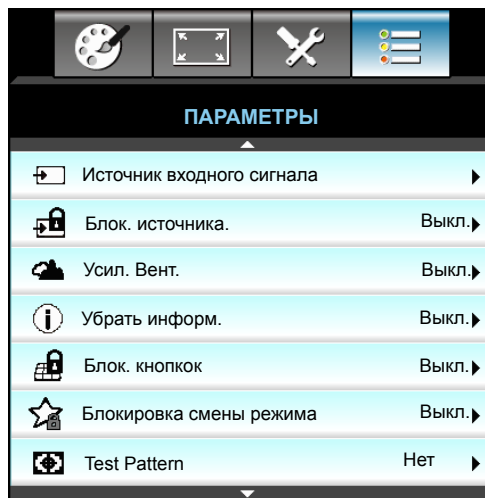 ПАРАМЕТРЫ
Источник входного сигнала
Блок. источника. Выкл.
Усил. Вент. Выкл.
Убрать информ. Выкл.
Блок. кнопкок Выкл.
Блокировка смены режима Выкл.
Test Pattern Нет